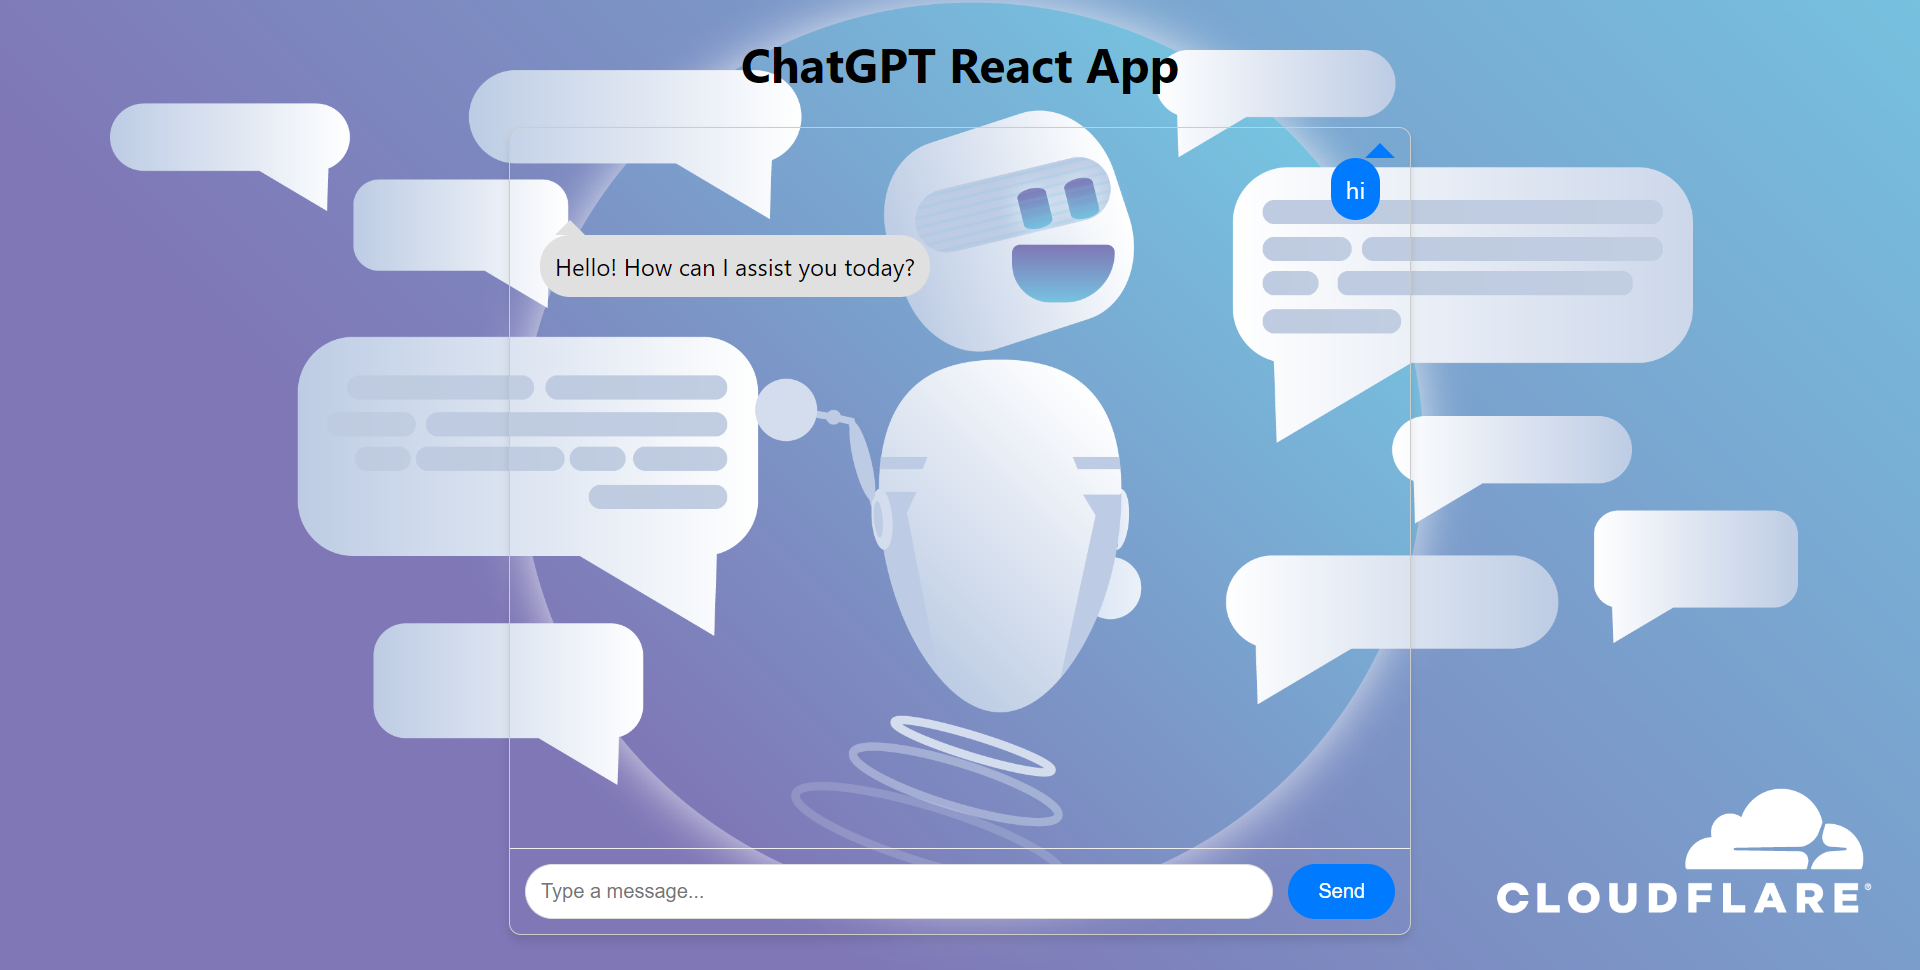 ChatGPT React App
hi
Hello! How can I assist you today?
Type a message...
Send
CLOUDFLARE®